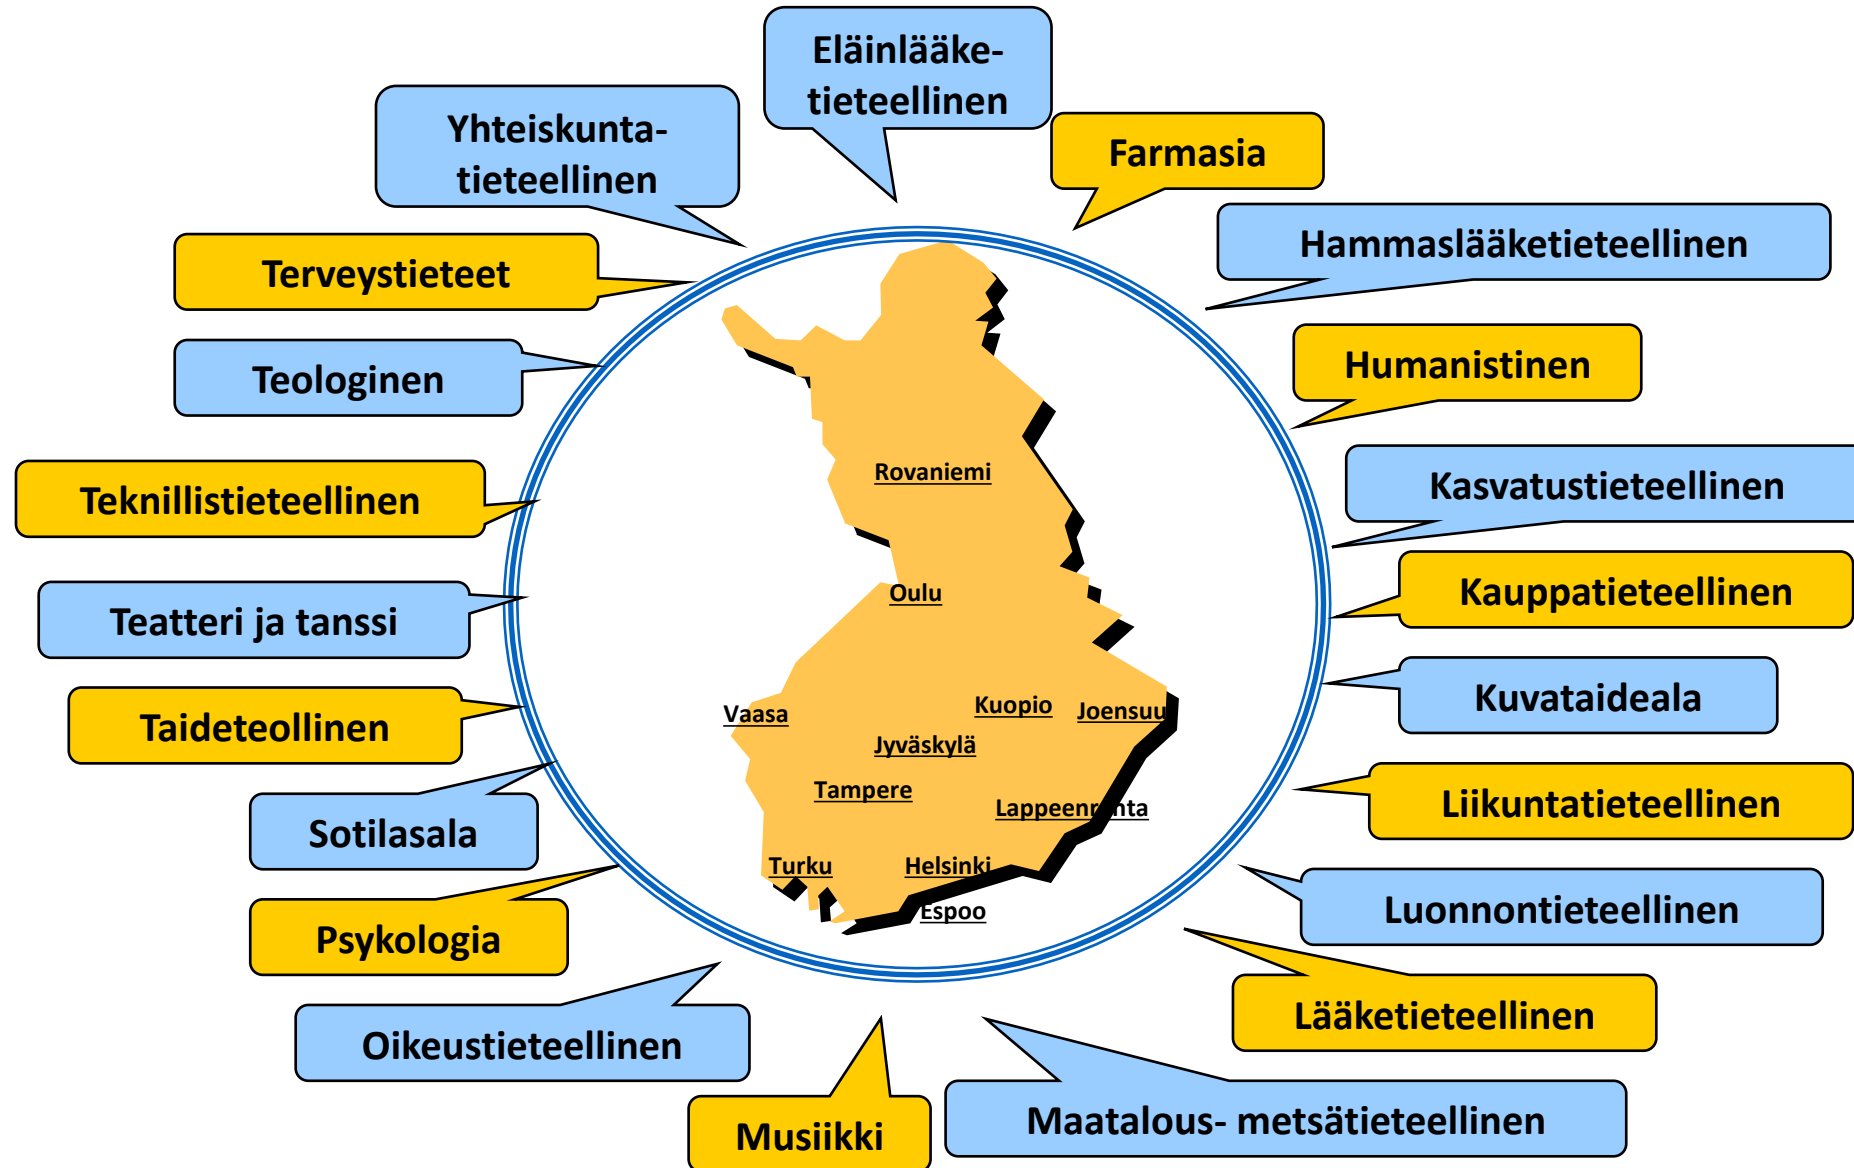 Eläinlääke-
tieteellinen
Farmasia
Hammaslääketieteellinen
Humanistinen
Kasvatustieteellinen
Kauppatieteellinen
Kuvataideala
Liikuntatieteellinen
Luonnontieteellinen
Lääketieteellinen
Maatalous- metsätieteellinen
Musiikki
Oikeustieteellinen
Psykologia
Sotilasala
Taideteollinen
Teatteri ja tanssi
Teknillistieteellinen
Teologinen
Terveystieteet
Yhteiskunta-
tieteellinen
Rovaniemi
Oulu
Vaasa
Kuopio
Joensuu
Jyväskylä
Tampere
Lappeenranta
Turku
Helsinki
Espoo